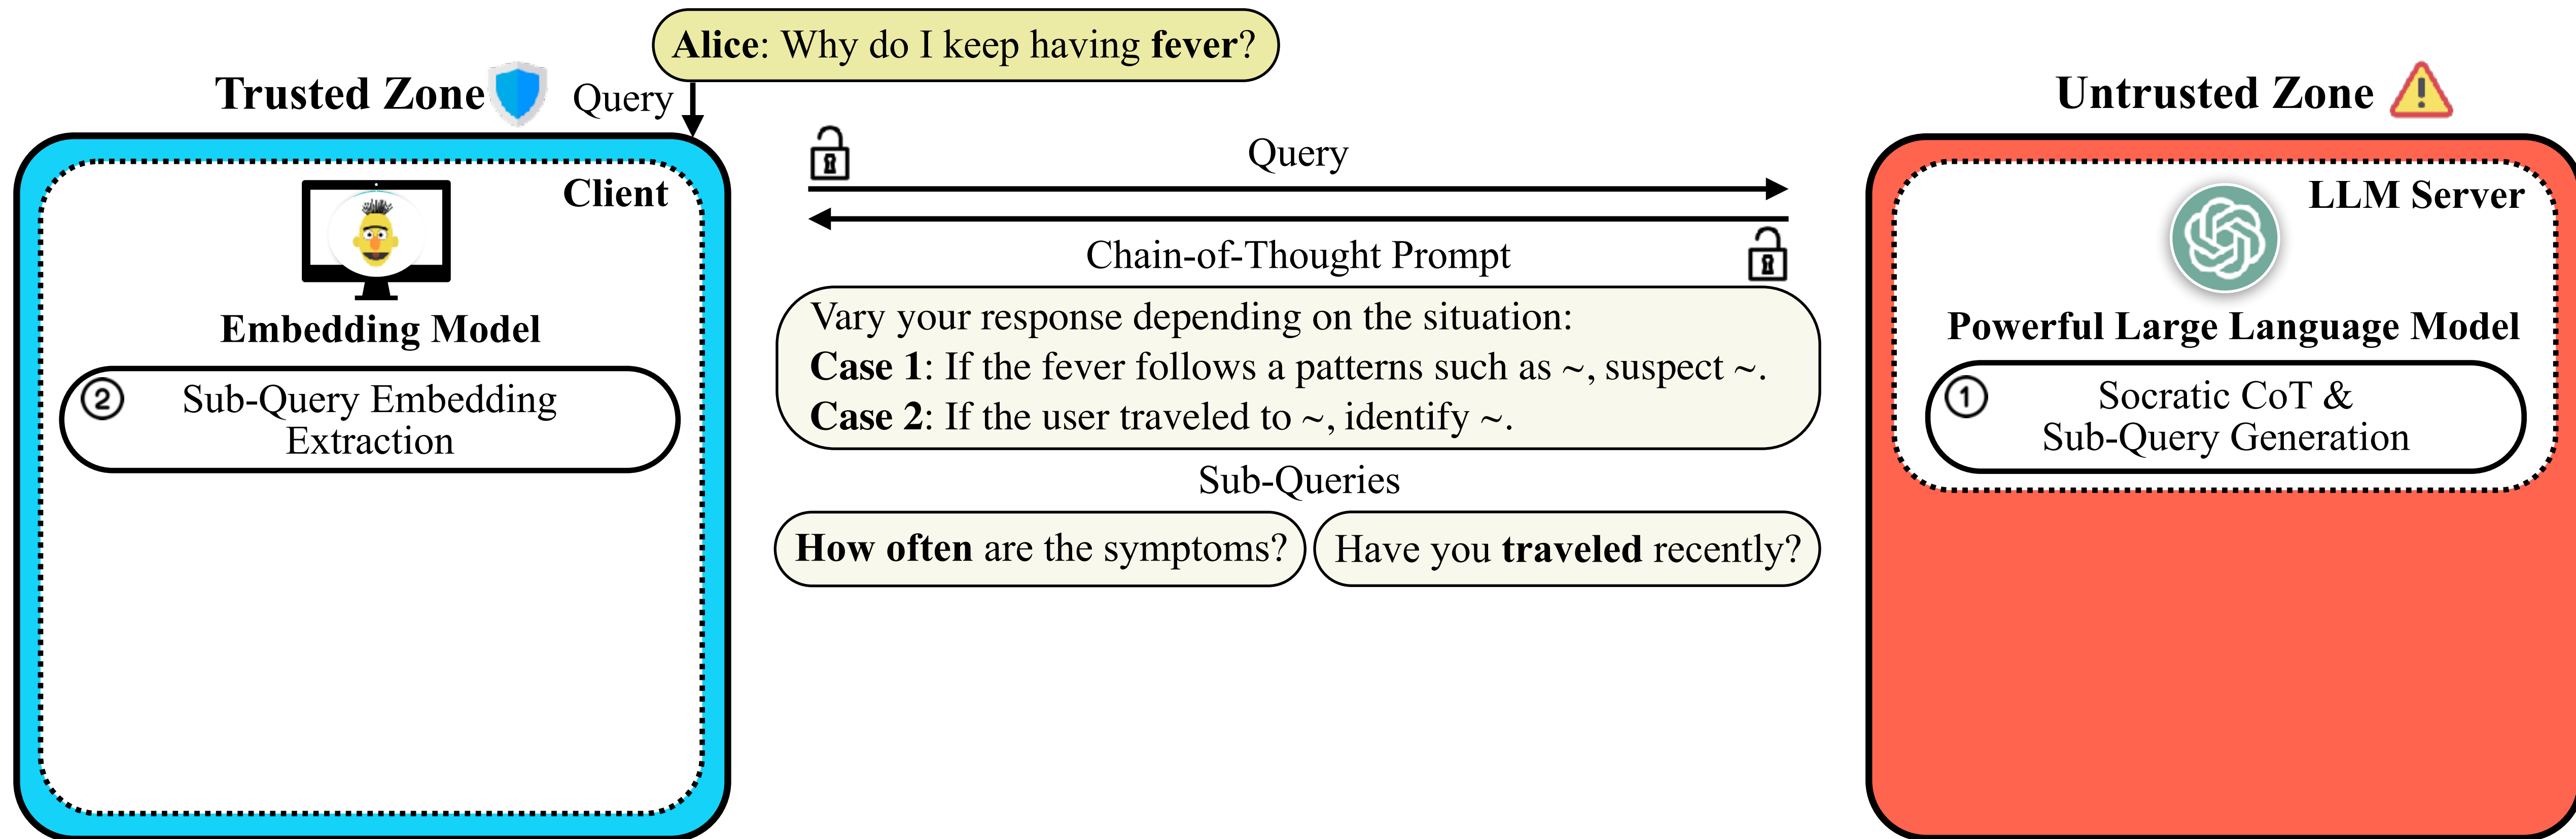 Alice: Why do I keep having fever?
Trusted Zone
Query
Untrusted Zone
Client
Embedding Model
②
Sub-Query Embedding
Extraction
Query
Chain-of-Thought Prompt
Vary your response depending on the situation:
Case 1: If the fever follows a patterns such as ~, suspect ~.
Case 2: If the user traveled to ~, identify ~.
Sub-Queries
How often are the symptoms?
Have you traveled recently?
LLM Server
Powerful Large Language Model
①
Socratic CoT &
Sub-Query Generation